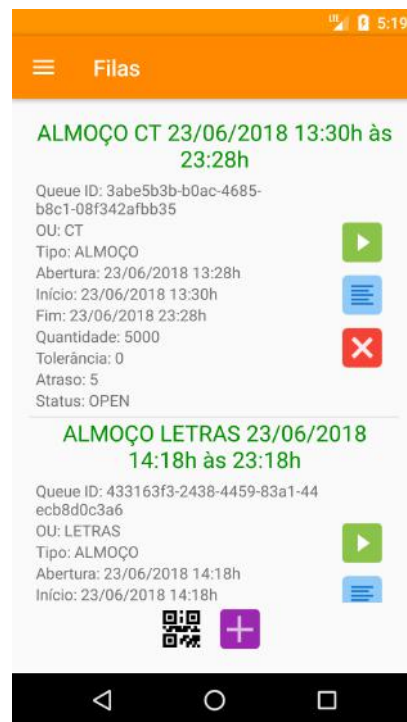 LTE 5:19
Filas
ALMOÇO CT 23/06/2018 13:30h às
23:28h
Queue ID: 3abe5b3b-b0ac-4685-
b8c1-08f342afbb35
OU: CT
Tipo: ALMOÇO
Abertura: 23/06/2018 13:28h
Início: 23/06/2018 13:30h
Fim: 23/06/2018 23:28h
Quantidade: 5000
Tolerância: 0
Atraso: 5
Status: OPEN
ALMOÇO LETRAS 23/06/2018
14:18h às 23:18h
Queue ID: 433163f3-2438-4459-83a1-44
ecb8d0c3a6
OU: LETRAS
Tipo: ALMOÇO
Abertura: 23/06/2018 14:18h
Início: 23/06/2018 14:18h